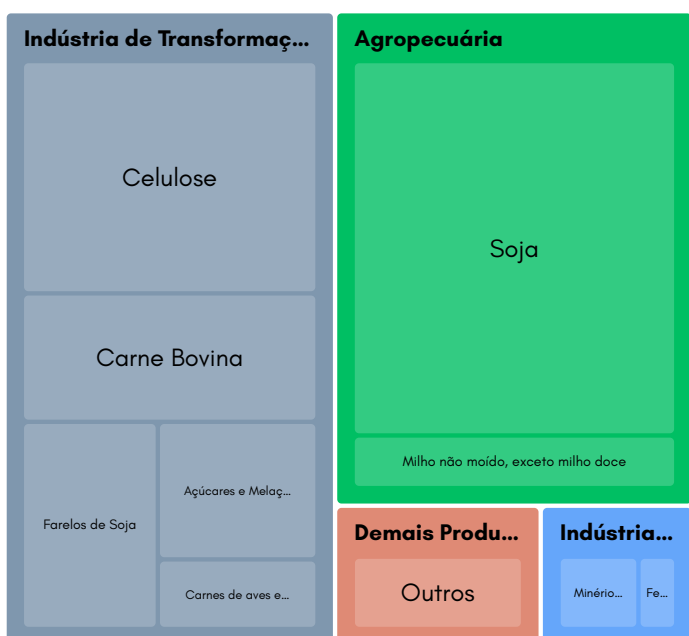 Indústria de Transformaç...
Celulose
Carne Bovina
Farelos de Soja
Açúcares e Melaç...
Carnes de aves e...
Agropecuária
Soja
Milho não moído, exceto milho doce
Demais Produ...
Outros
Indústria...
Minério...
Fe...